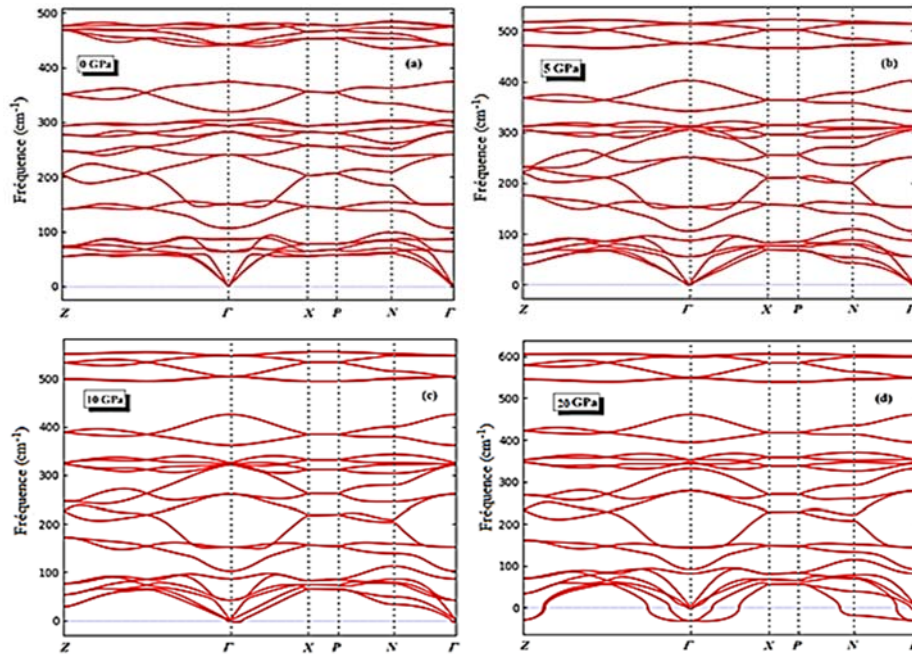 500
400
300
200
100
0
Fréquence (cm⁻¹)
0 GPa
(a)
Z Γ X P N Γ
500
400
300
200
100
0
Fréquence (cm⁻¹)
5 GPa
(b)
Z Γ X P N Γ
500
400
300
200
100
0
Fréquence (cm⁻¹)
10 GPa
(c)
Z Γ X P N Γ
600
500
400
300
200
100
0
Fréquence (cm⁻¹)
20 GPa
(d)
Z Γ X P N